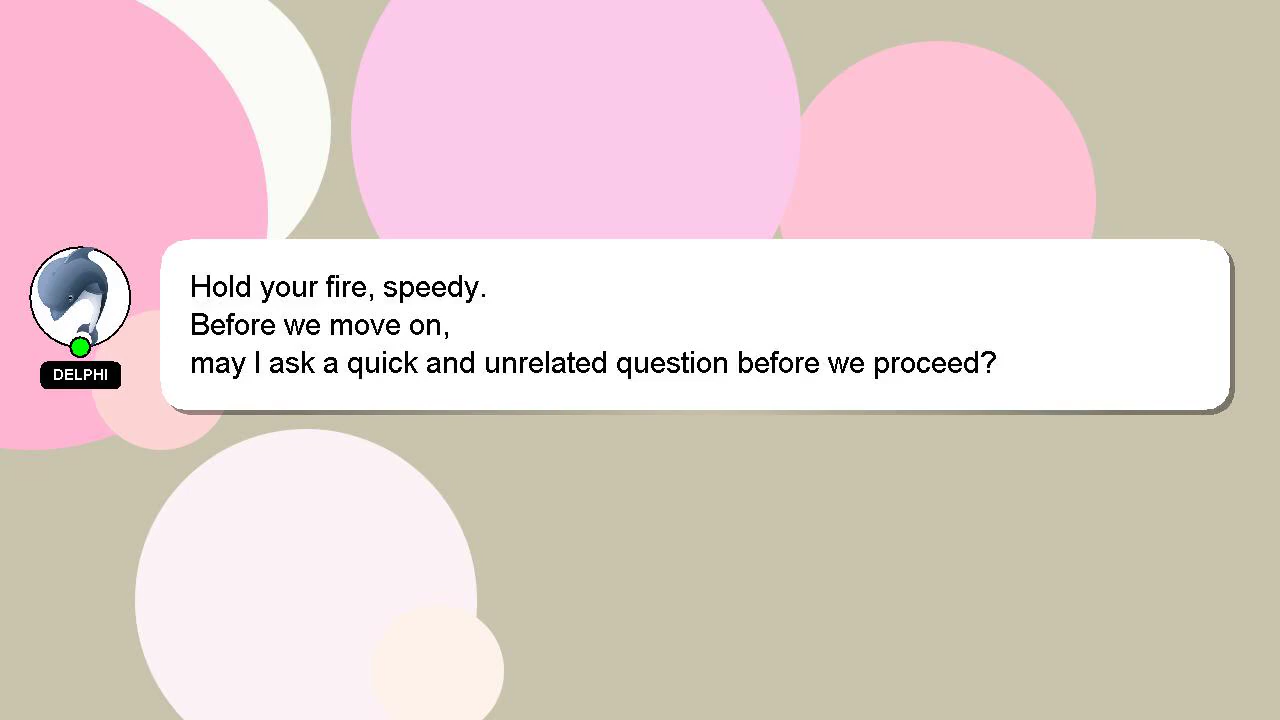 Hold your fire, speedy.
Before we move on,
may I ask a quick and unrelated question before we proceed?
DELPHI